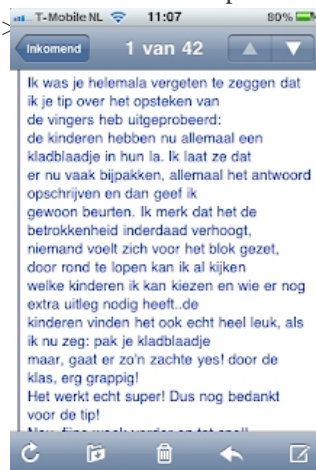 T-Mobile NL 11:07 80%
Inkomend 1 van 42
Ik was je helemala vergeten te zeggen dat
ik je tip over het opsteken van
de vingers heb uitgeprobeerd:
de kinderen hebben nu allemaal een
kladblaadje in hun la. Ik laat ze dat
er nu vaak bijpakken, allemaal het antwoord
opschrijven en dan geef ik
gewoon beurten. Ik merk dat het de
betrokkenheid inderdaad verhoogt,
niemand voelt zich voor het blok gezet,
door rond te lopen kan ik al kijken
welke kinderen ik kan kiezen en wie er nog
extra uitleg nodig heeft..de
kinderen vinden het ook echt heel leuk, als
ik nu zeg: pak je kladblaadje
maar, gaat er zo'n zachte yes! door de
klas, erg grappig!
Het werkt echt super! Dus nog bedankt
voor de tip!